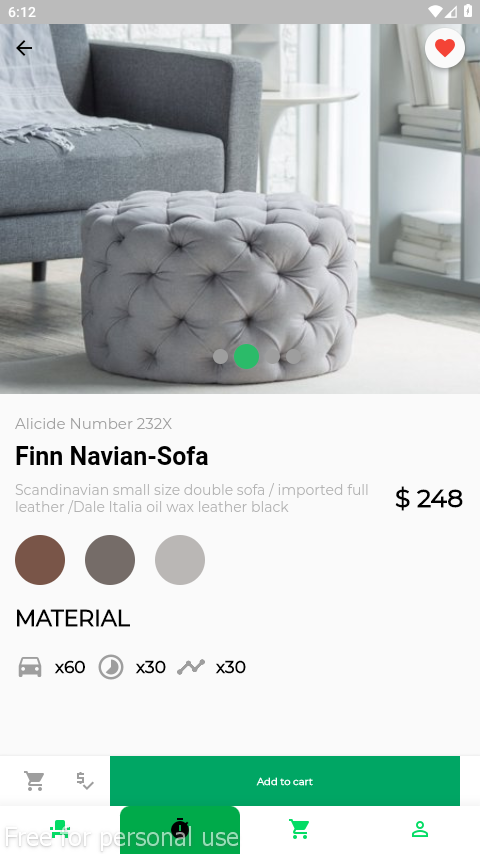 6:12
Alicide Number 232X
Finn Navian-Sofa
Scandinavian small size double sofa / imported full
leather /Dale Italia oil wax leather black
$ 248
MATERIAL
x60 x30 x30
Add to cart
Free for personal use